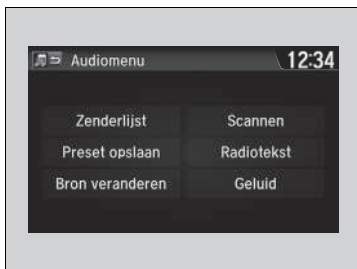 Audiomenu 12:34
Zenderlijst Scannen
Preset opslaan Radiotekst
Bron veranderen Geluid